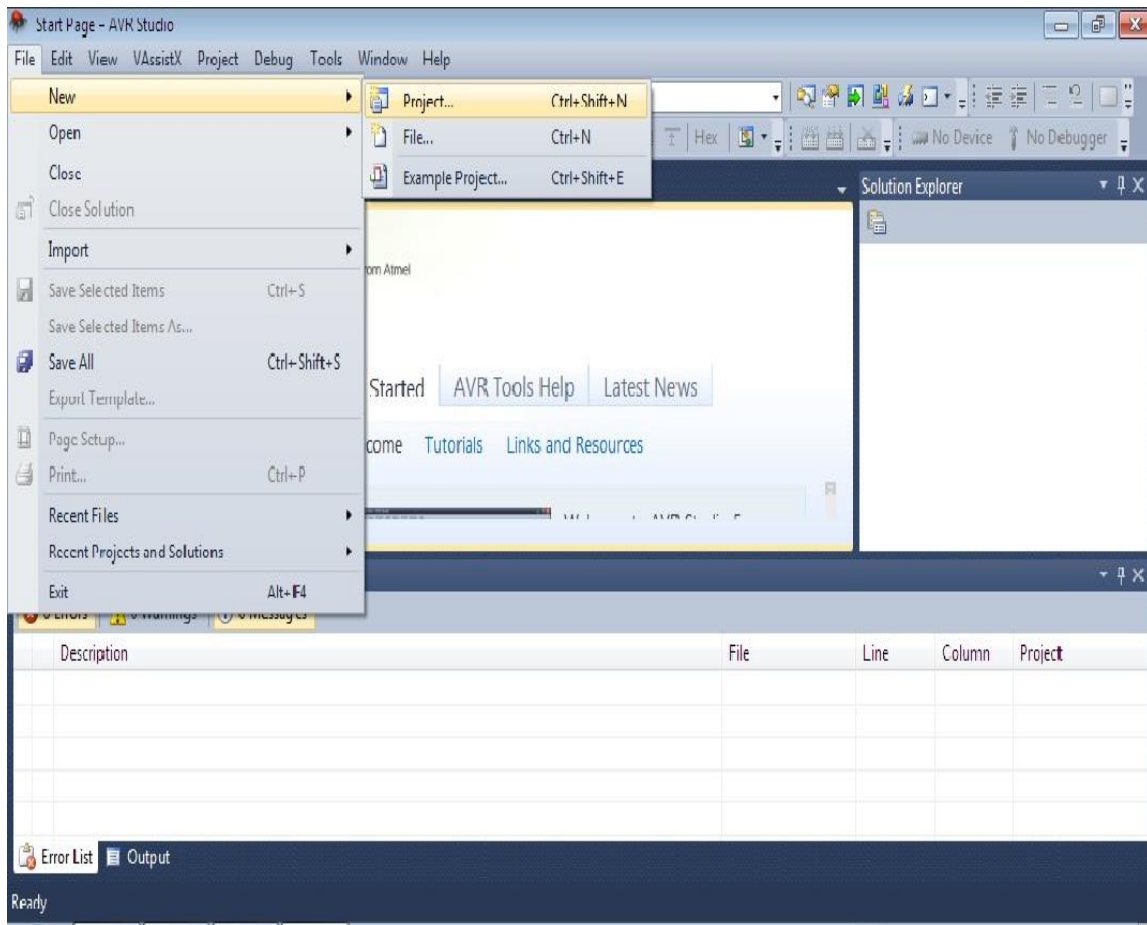 Start Page - AVR Studio
File Edit View VAssistX Project Debug Tools Window Help
New
Project... Ctrl+Shift+N
Open
File... Ctrl+N
Hex No Device No Debugger
Close
Example Project... Ctrl+Shift+E
Solution Explorer
Close Solution
Import
om Atmel
Save Selected Items Ctrl+S
Save Selected Items As...
Save All Ctrl+Shift+S
Started AVR Tools Help Latest News
Export Template...
Page Setup...
come Tutorials Links and Resources
Print... Ctrl+P
Recent Files
Recent Projects and Solutions
Exit Alt+F4
Description File Line Column Project
Error List Output
Ready